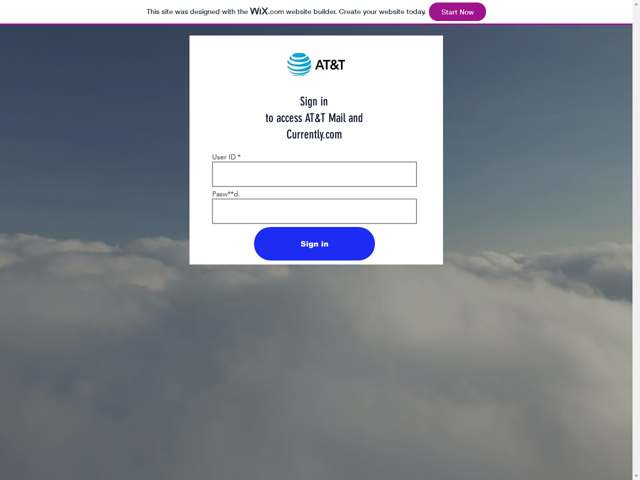 This site was designed with the WiX.com website builder. Create your website today. Start Now
AT&T
Sign in
to access AT&T Mail and
Currently.com
User ID *
Pasw**d.
Sign in